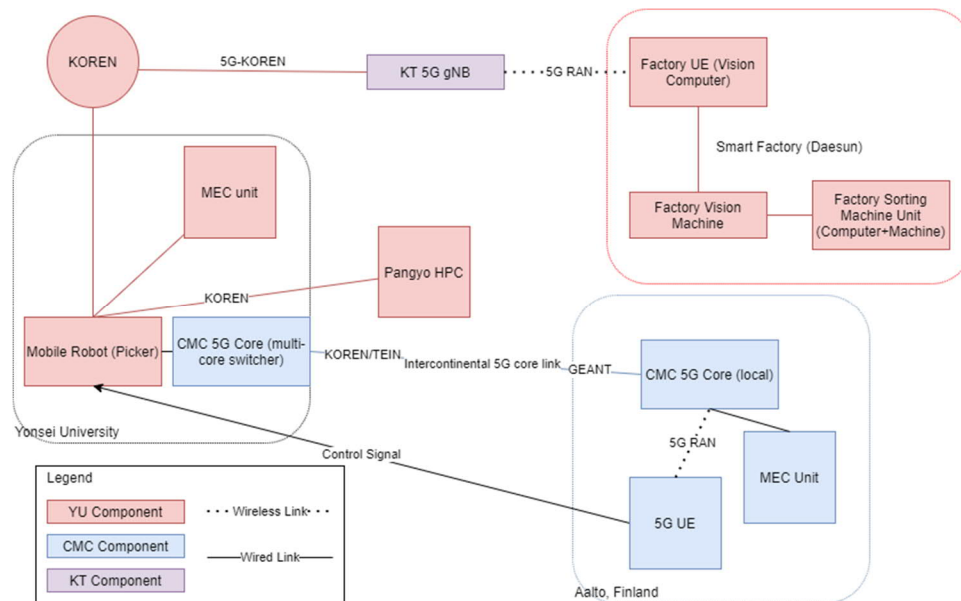 KOREN
5G-KOREN
KT 5G gNB
5G RAN
Factory UE (Vision
Computer)
Smart Factory (Daesun)
MEC unit
Factory Vision
Machine
Factory Sorting
Machine Unit
(Computer+Machine)
Pangyo HPC
KOREN
Mobile Robot (Picker)
CMC 5G Core (multi-
core switcher)
KOREN/TEIN
Intercontinental 5G core link
GEANT
CMC 5G Core (local)
Yonsei University
Control Signal
5G RAN
MEC Unit
5G UE
Aalto, Finland
Legend
YU Component
Wireless Link
CMC Component
Wired Link
KT Component